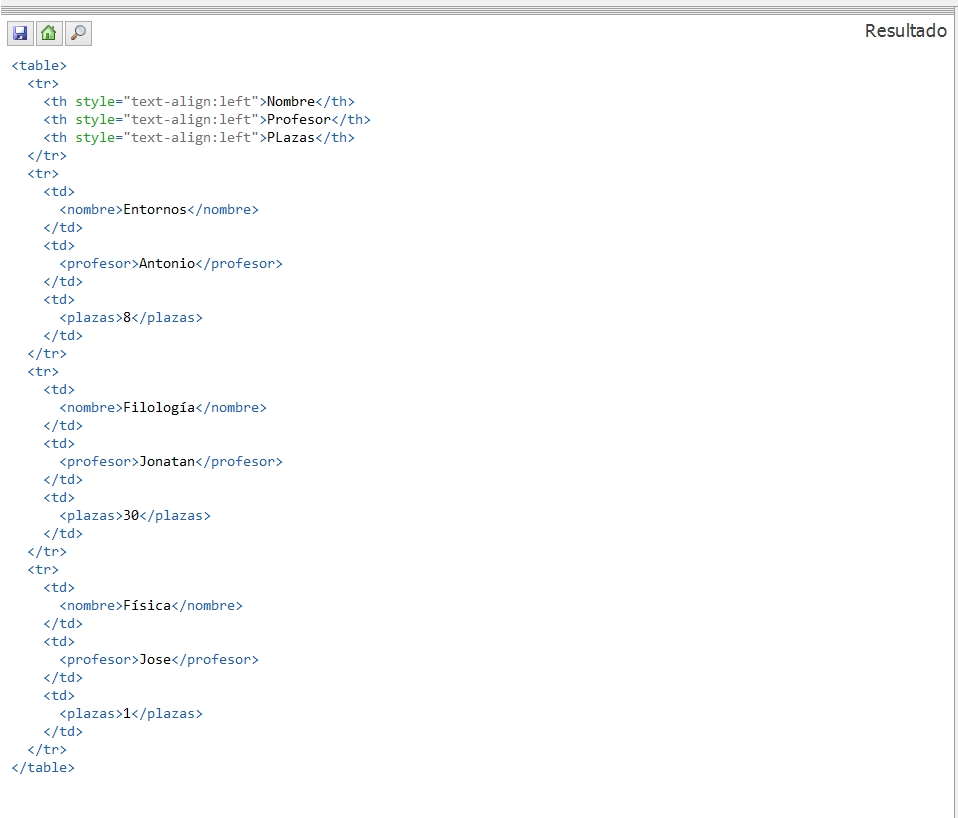 Resultado
<table>
  <tr>
    <th style="text-align:left">Nombre</th>
    <th style="text-align:left">Profesor</th>
    <th style="text-align:left">PLazas</th>
  </tr>
  <tr>
    <td>
      <nombre>Entornos</nombre>
    </td>
    <td>
      <profesor>Antonio</profesor>
    </td>
    <td>
      <plazas>8</plazas>
    </td>
  </tr>
  <tr>
    <td>
      <nombre>Filología</nombre>
    </td>
    <td>
      <profesor>Jonatan</profesor>
    </td>
    <td>
      <plazas>30</plazas>
    </td>
  </tr>
  <tr>
    <td>
      <nombre>Física</nombre>
    </td>
    <td>
      <profesor>Jose</profesor>
    </td>
    <td>
      <plazas>1</plazas>
    </td>
  </tr>
</table>